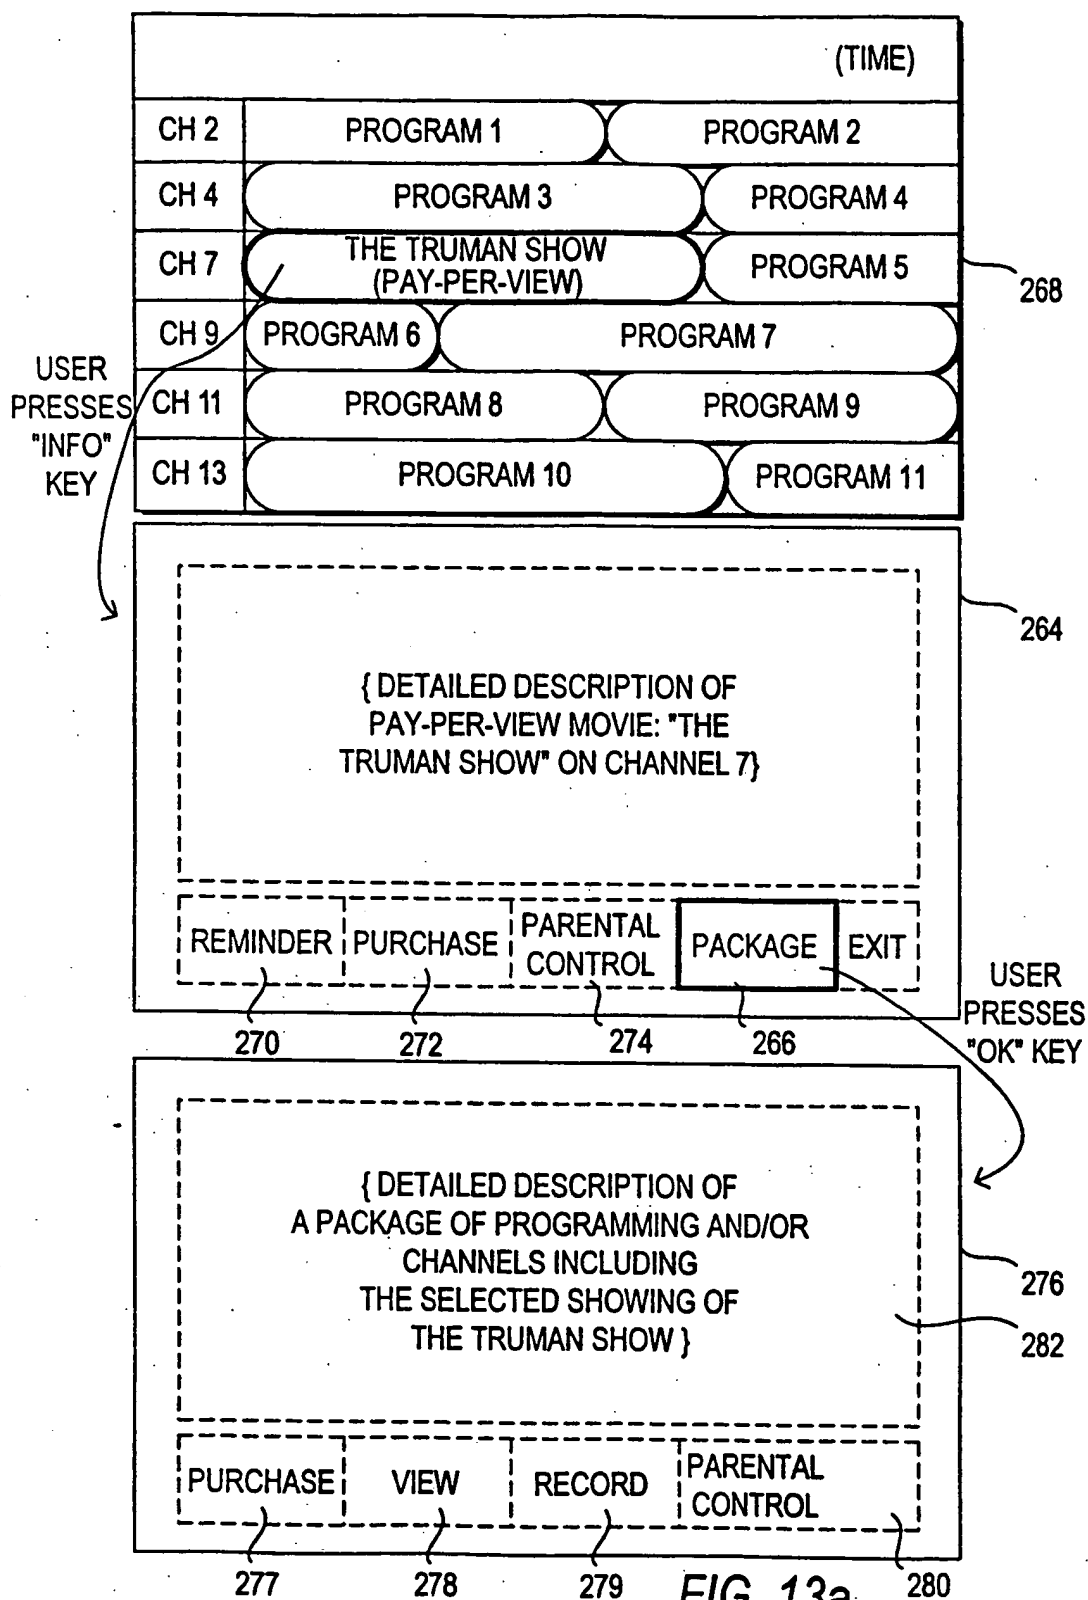 (TIME)
CH 2 PROGRAM 1 PROGRAM 2
CH 4 PROGRAM 3 PROGRAM 4
CH 7 THE TRUMAN SHOW
(PAY-PER-VIEW) PROGRAM 5
268
CH 9 PROGRAM 6 PROGRAM 7
CH 11 PROGRAM 8 PROGRAM 9
CH 13 PROGRAM 10 PROGRAM 11
USER
PRESSES
"INFO"
KEY
264
{ DETAILED DESCRIPTION OF
PAY-PER-VIEW MOVIE: "THE
TRUMAN SHOW" ON CHANNEL 7}
REMINDER PURCHASE PARENTAL
CONTROL PACKAGE EXIT
270 272 274 266
USER
PRESSES
"OK" KEY
{ DETAILED DESCRIPTION OF
A PACKAGE OF PROGRAMMING AND/OR
CHANNELS INCLUDING
THE SELECTED SHOWING OF
THE TRUMAN SHOW }
276
282
PURCHASE VIEW RECORD PARENTAL
CONTROL
277 278 279 280
FIG. 13a